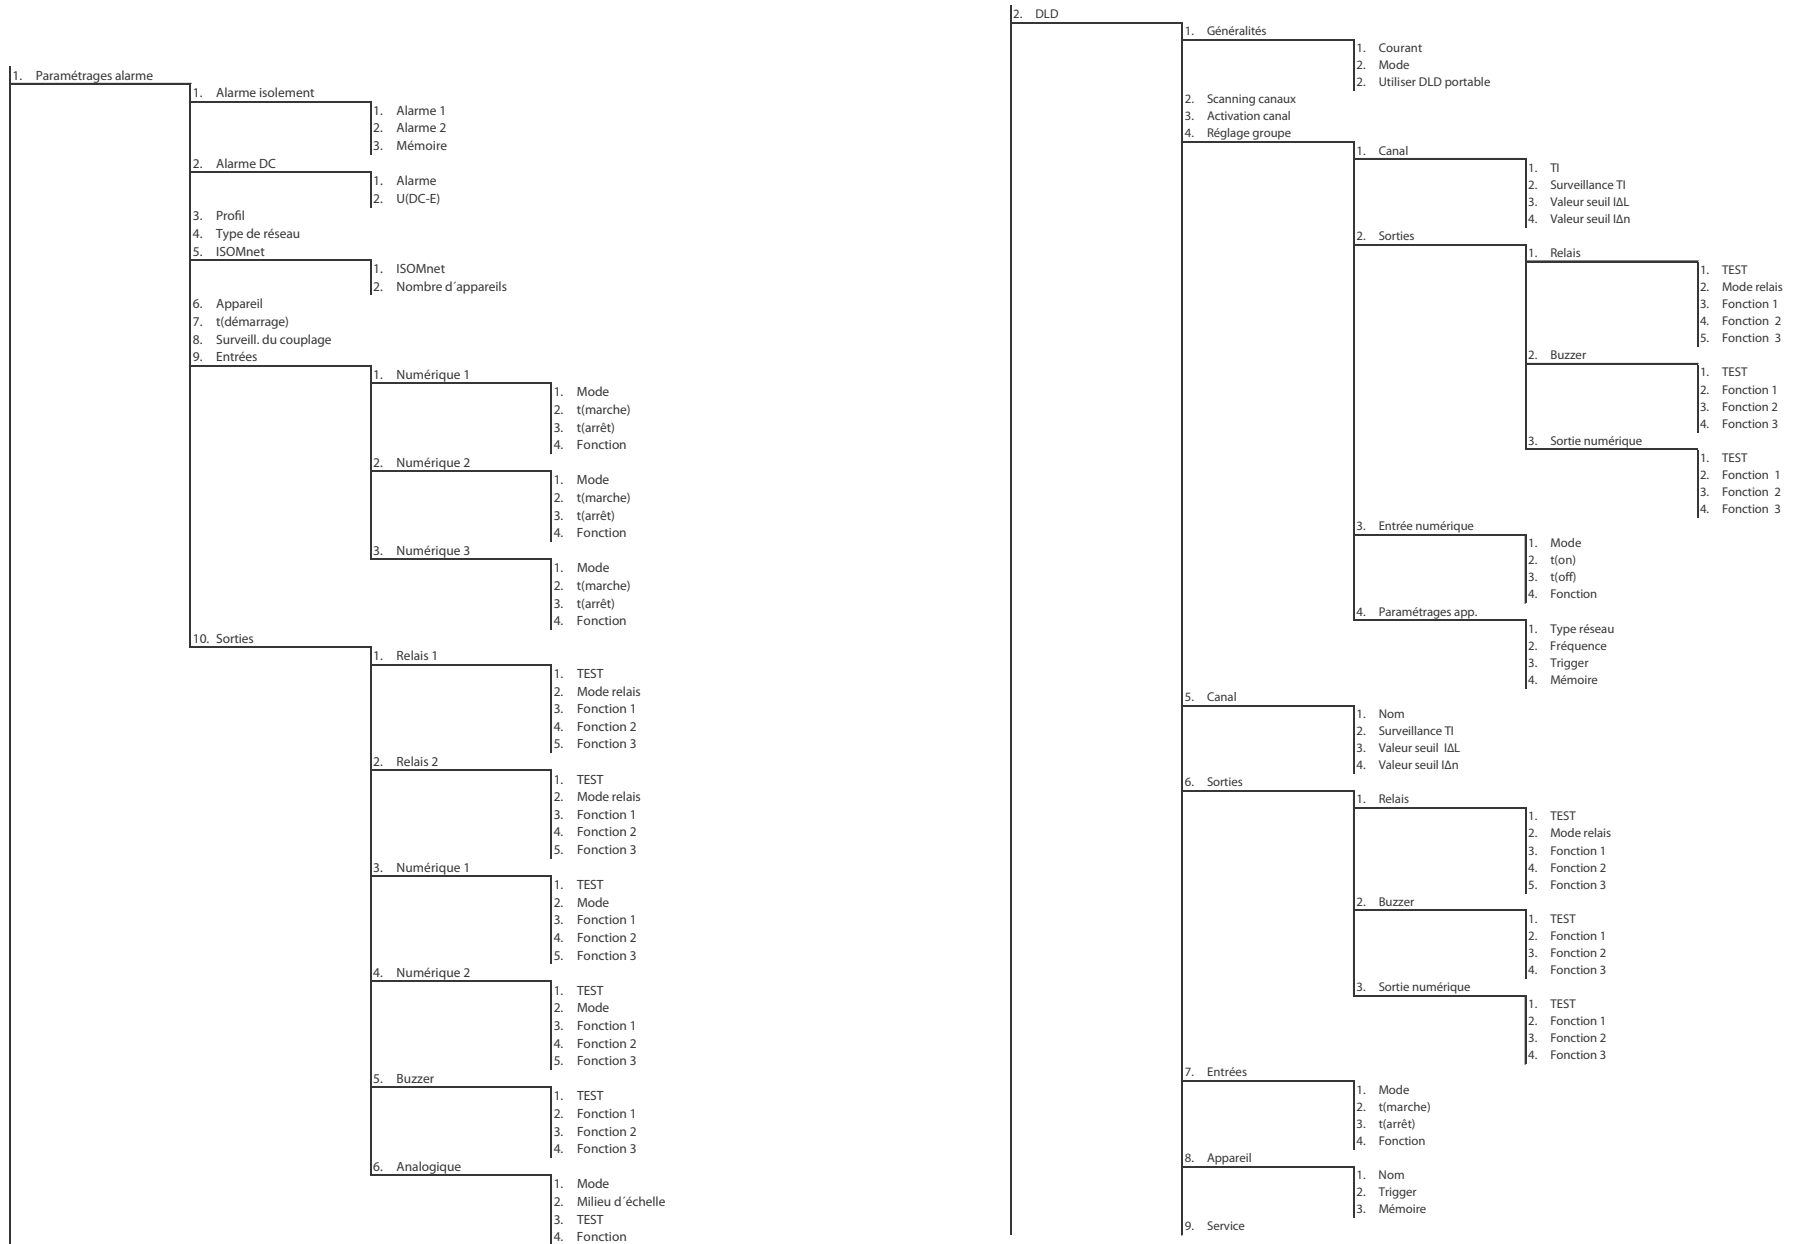 1. Paramétrages alarme
1. Alarme isolement
1. Alarme 1
2. Alarme 2
3. Mémoire
2. Alarme DC
1. Alarme
2. U(DC-E)
3. Profil
4. Type de réseau
5. ISOMnet
1. ISOMnet
2. Nombre d´appareils
6. Appareil
7. t(démarrage)
8. Surveill. du couplage
9. Entrées
1. Numérique 1
1. Mode
2. t(marche)
3. t(arrêt)
4. Fonction
2. Numérique 2
1. Mode
2. t(marche)
3. t(arrêt)
4. Fonction
3. Numérique 3
1. Mode
2. t(marche)
3. t(arrêt)
4. Fonction
10. Sorties
1. Relais 1
1. TEST
2. Mode relais
3. Fonction 1
4. Fonction 2
5. Fonction 3
2. Relais 2
1. TEST
2. Mode relais
3. Fonction 1
4. Fonction 2
5. Fonction 3
3. Numérique 1
1. TEST
2. Mode
3. Fonction 1
4. Fonction 2
5. Fonction 3
4. Numérique 2
1. TEST
2. Mode
3. Fonction 1
4. Fonction 2
5. Fonction 3
5. Buzzer
1. TEST
2. Fonction 1
3. Fonction 2
4. Fonction 3
6. Analogique
1. Mode
2. Milieu d´échelle
3. TEST
4. Fonction
2. DLD
1. Généralités
1. Courant
2. Mode
2. Utiliser DLD portable
2. Scanning canaux
3. Activation canal
4. Réglage groupe
1. Canal
1. TI
2. Surveillance TI
3. Valeur seuil I∆L
4. Valeur seuil I∆n
2. Sorties
1. Relais
1. TEST
2. Mode relais
3. Fonction 1
4. Fonction 2
5. Fonction 3
2. Buzzer
1. TEST
2. Fonction 1
3. Fonction 2
4. Fonction 3
3. Sortie numérique
1. TEST
2. Fonction 1
3. Fonction 2
4. Fonction 3
3. Entrée numérique
1. Mode
2. t(on)
3. t(off)
4. Fonction
4. Paramétrages app.
1. Type réseau
2. Fréquence
3. Trigger
4. Mémoire
5. Canal
1. Nom
2. Surveillance TI
3. Valeur seuil I∆L
4. Valeur seuil I∆n
6. Sorties
1. Relais
1. TEST
2. Mode relais
3. Fonction 1
4. Fonction 2
5. Fonction 3
2. Buzzer
1. TEST
2. Fonction 1
3. Fonction 2
4. Fonction 3
3. Sortie numérique
1. TEST
2. Fonction 1
3. Fonction 2
4. Fonction 3
7. Entrées
1. Mode
2. t(marche)
3. t(arrêt)
4. Fonction
8. Appareil
1. Nom
2. Trigger
3. Mémoire
9. Service